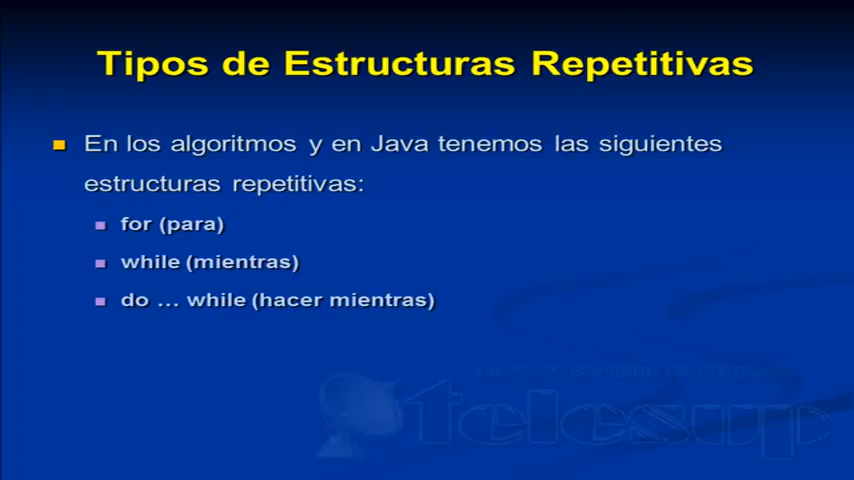 Tipos de Estructuras Repetitivas
En los algoritmos y en Java tenemos las siguientes
estructuras repetitivas:
for (para)
while (mientras)
do … while (hacer mientras)
telesup